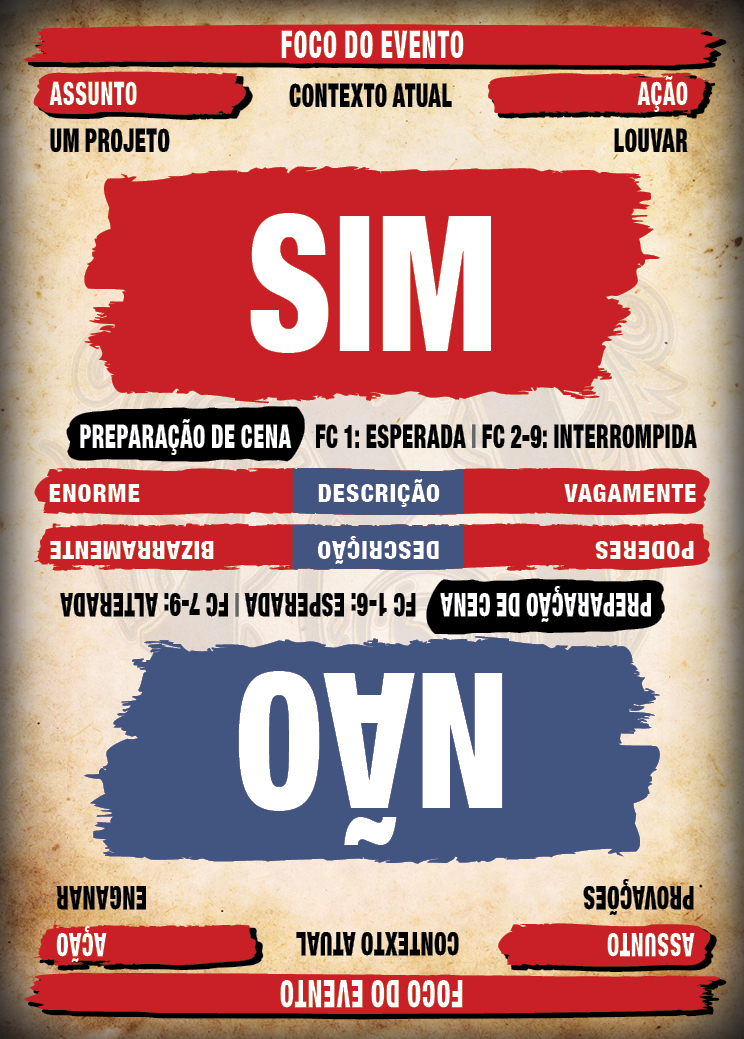 FOCO DO EVENTO
ASSUNTO CONTEXTO ATUAL AÇÃO
UM PROJETO LOUVAR
SIM
PREPARAÇÃO DE CENA FC 1: ESPERADA | FC 2-9: INTERROMPIDA
ENORME DESCRIÇÃO VAGAMENTE
FOCO DO EVENTO
ASSUNTO CONTEXTO ATUAL AÇÃO
PROVAÇÕES ENGANAR
NÃO
PREPARAÇÃO DE CENA FC 1-6: ESPERADA | FC 7-9: ALTERADA
PODERES DESCRIÇÃO BIZARRAMENTE